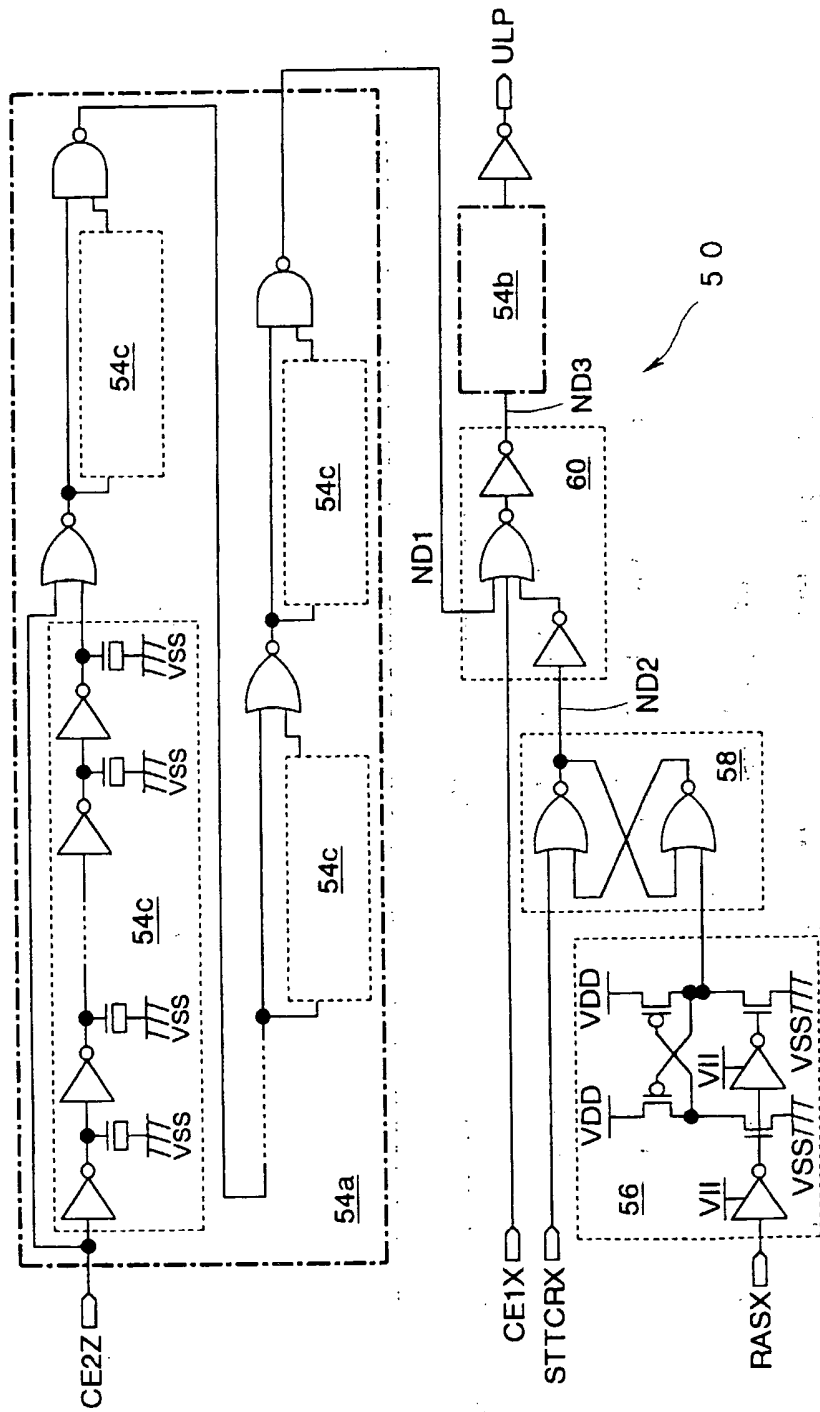 CE2Z
54c
VSS
VSS
VSS
VSS
54c
54a
54c
54c
CE1X
STTCRX
RASX
56
VII
VII
VDD
VDD
VSS
VSS
58
ND2
ND1
60
ND3
54b
ULP
50